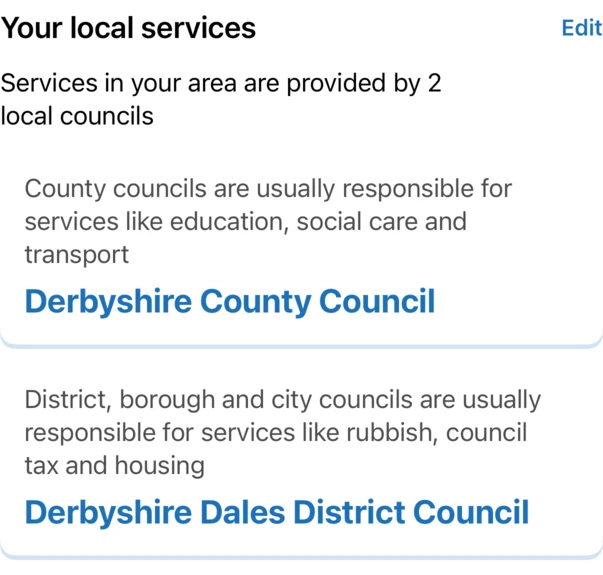 Your local services
Edit
Services in your area are provided by 2
local councils
County councils are usually responsible for
services like education, social care and
transport
Derbyshire County Council
District, borough and city councils are usually
responsible for services like rubbish, council
tax and housing
Derbyshire Dales District Council